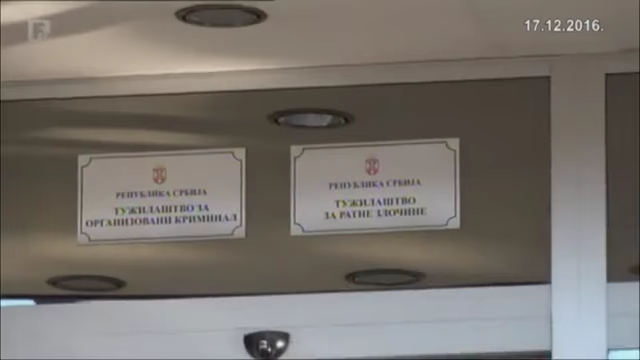 17.12.2016.
РЕПУБЛИКА СРБИЈА
ТУЖИЛАШТВО ЗА
ОРГАНИЗОВАНИ КРИМИНАЛ
РЕПУБЛИКА СРБИЈА
ТУЖИЛАШТВО
ЗА РАТНЕ ЗЛОЧИНЕ